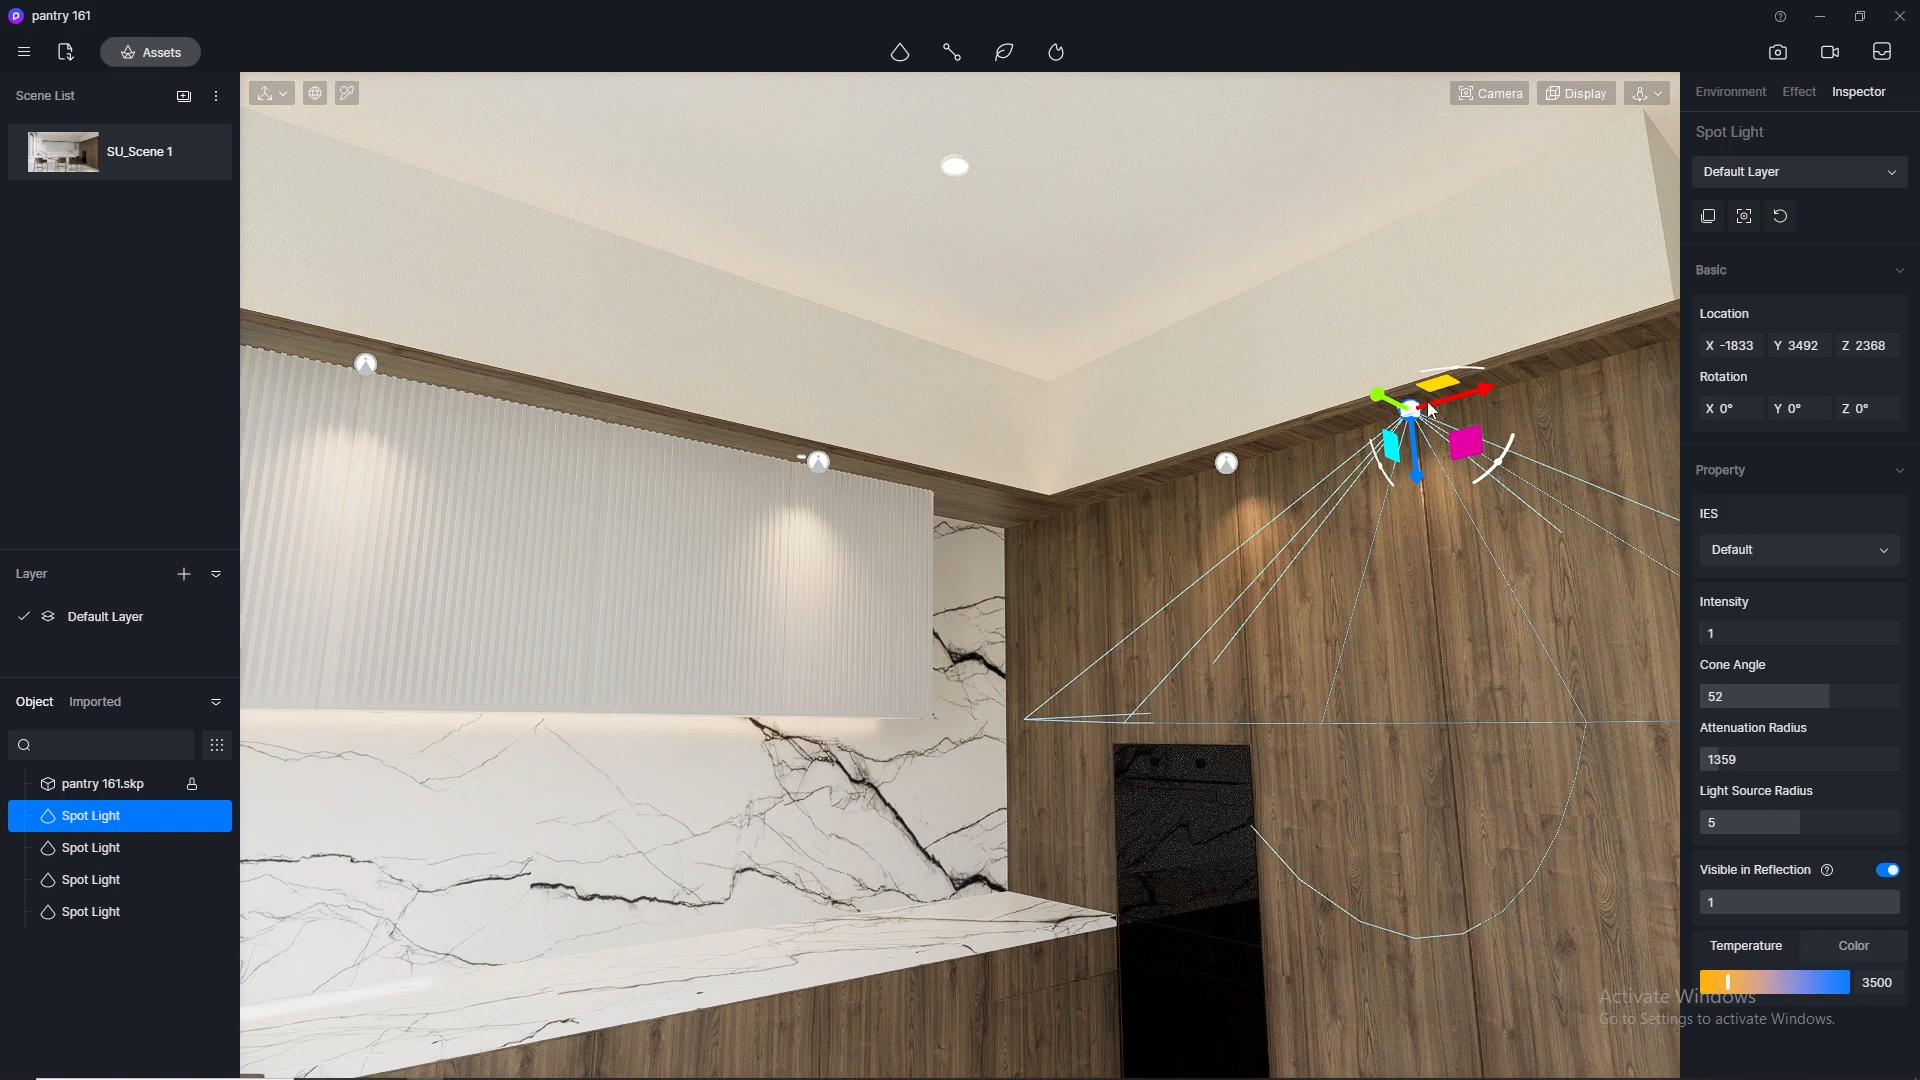 pantry 161
Assets
Scene List
SU_Scene 1
Camera
Display
Environment Effect Inspector
Spot Light
Default Layer
Basic
Location
X -1833 Y 3492 Z 2368
Rotation
X 0° Y 0° Z 0°
Property
IES
Default
Intensity
1
Cone Angle
52
Attenuation Radius
1359
Light Source Radius
5
Visible in Reflection
1
Temperature Color
3500
Layer
Default Layer
Object Imported
pantry 161.skp
Spot Light
Spot Light
Spot Light
Spot Light
Activate Windows
Go to Settings to activate Windows.